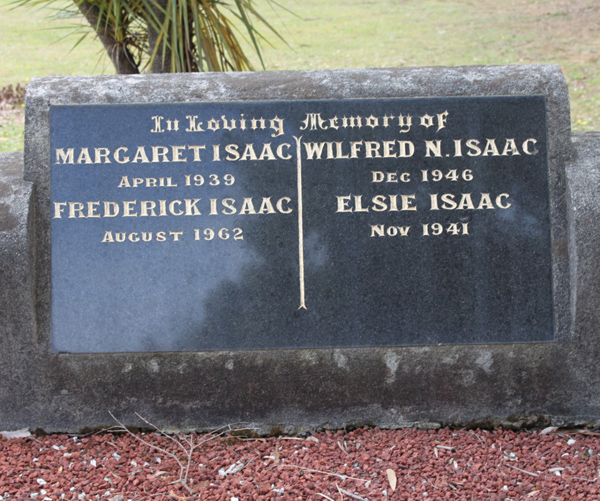 In Loving Memory of
MARGARET ISAAC
APRIL 1939
FREDERICK ISAAC
AUGUST 1962
WILFRED N. ISAAC
DEC 1946
ELSIE ISAAC
NOV 1941